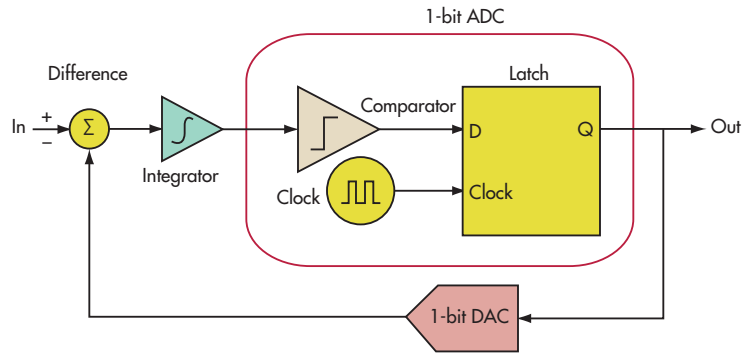 1-bit ADC
Difference
Latch
In
+
−
Σ
Integrator
Comparator
D
Q
Out
Clock
Clock
1-bit DAC